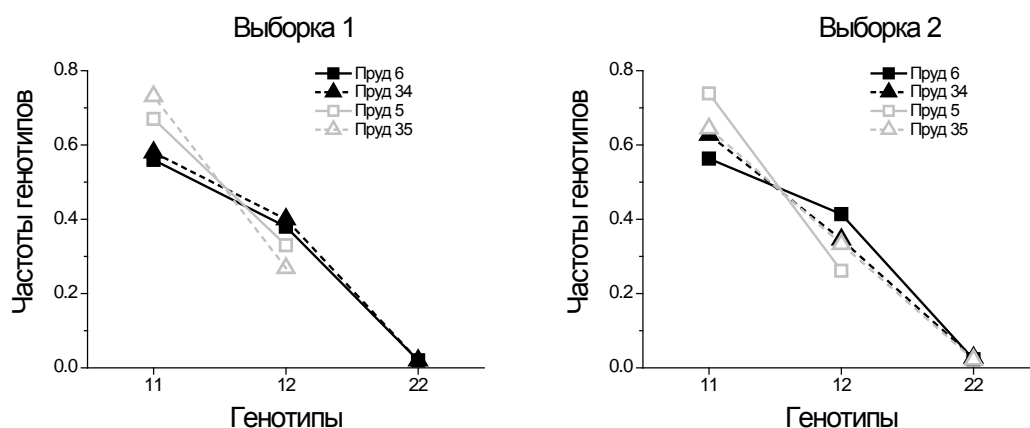 Выборка 1
Частоты генотипов
0.8
0.6
0.4
0.2
0.0
Пруд 6
Пруд 34
Пруд 5
Пруд 35
11
12
22
Генотипы
Выборка 2
Частоты генотипов
0.8
0.6
0.4
0.2
0.0
Пруд 6
Пруд 34
Пруд 5
Пруд 35
11
12
22
Генотипы